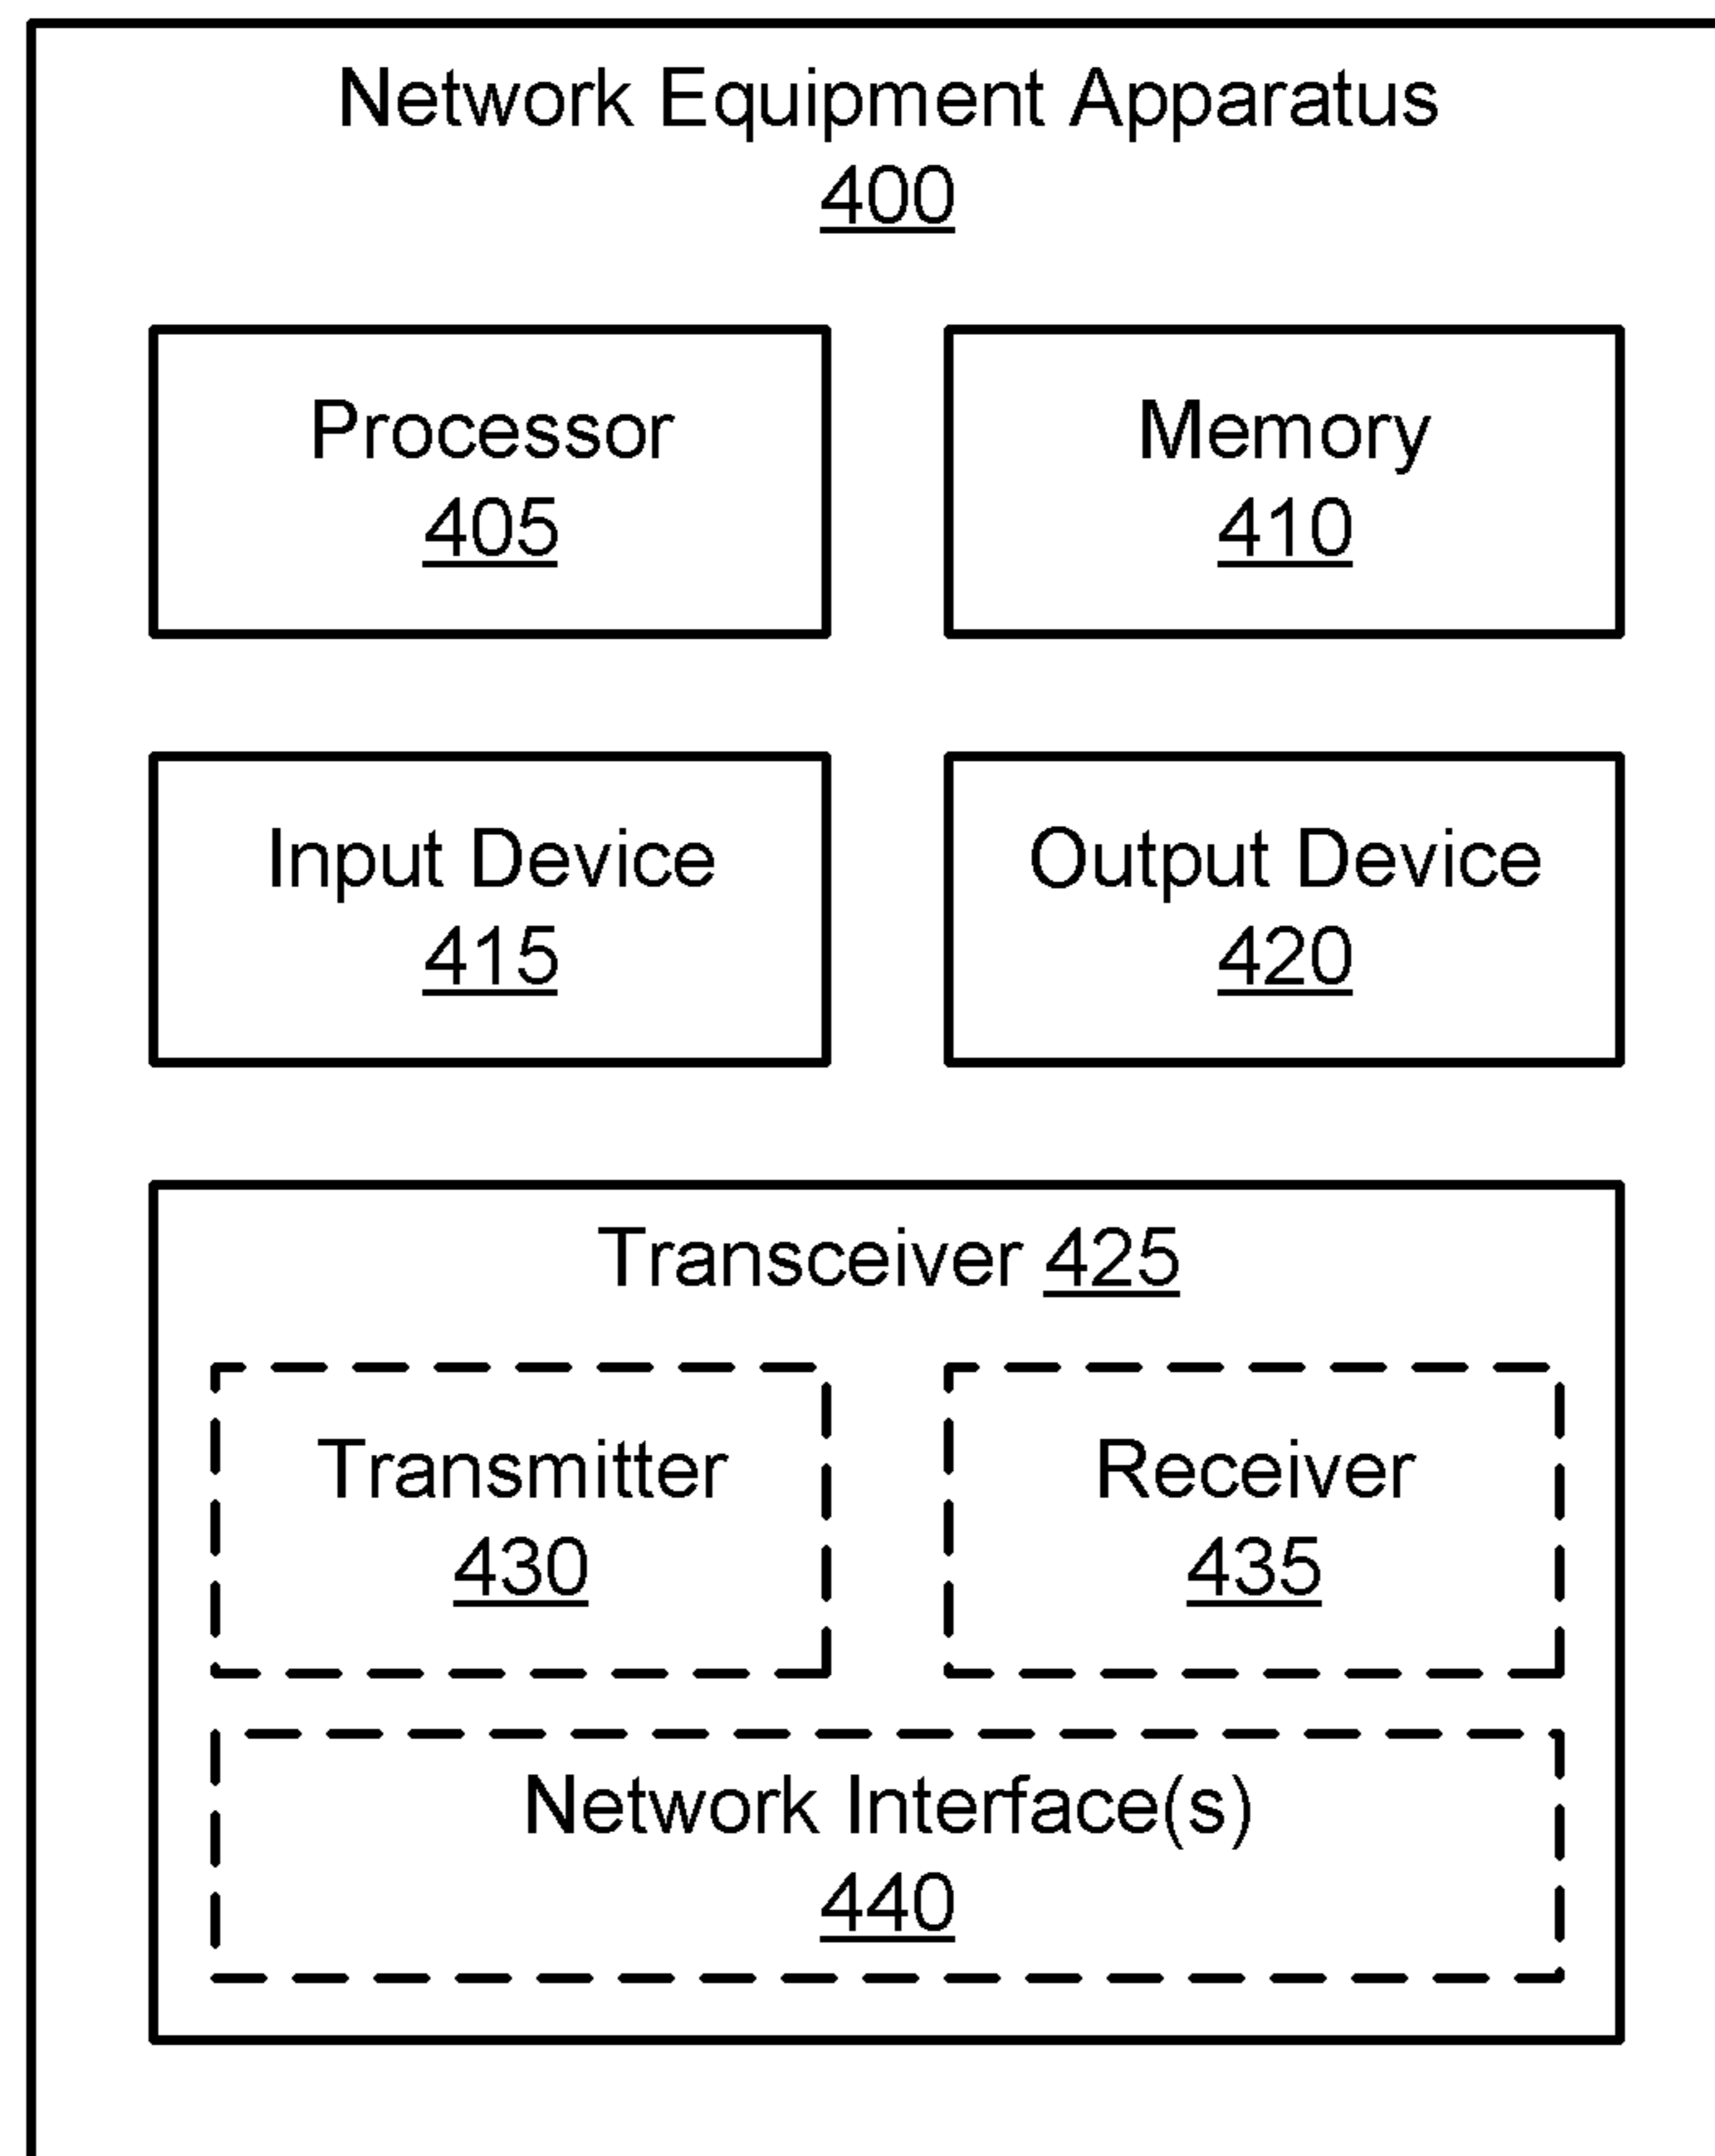 Network Equipment Apparatus
400
Processor
405
Memory
410
Input Device
415
Output Device
420
Transceiver 425
Transmitter
430
Receiver
435
Network Interface(s)
440